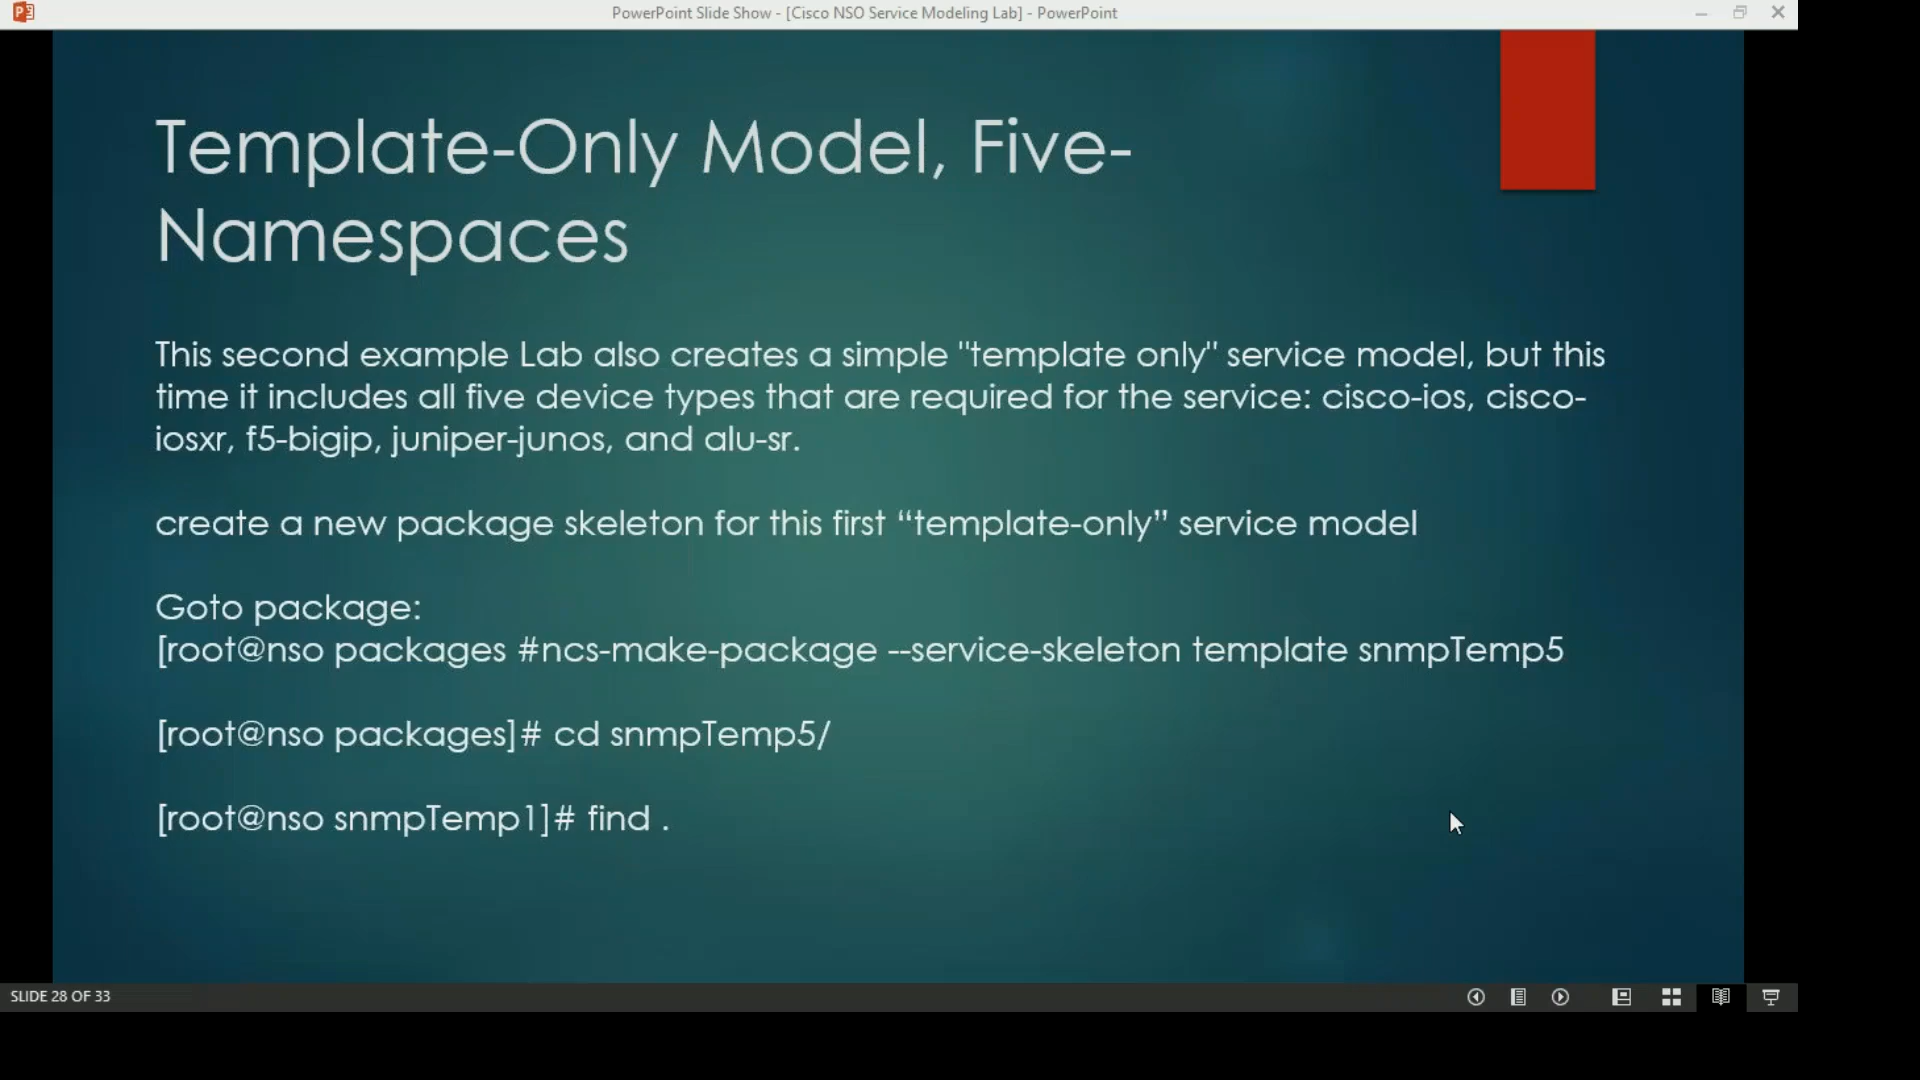 PowerPoint Slide Show - [Cisco NSO Service Modeling Lab] - PowerPoint
Template-Only Model, Five-
Namespaces
This second example Lab also creates a simple "template only" service model, but this
time it includes all five device types that are required for the service: cisco-ios, cisco-
iosxr, f5-bigip, juniper-junos, and alu-sr.
create a new package skeleton for this first “template-only” service model
Goto package:
[root@nso packages #ncs-make-package --service-skeleton template snmpTemp5
[root@nso packages]# cd snmpTemp5/
[root@nso snmpTemp1]# find .
SLIDE 28 OF 33